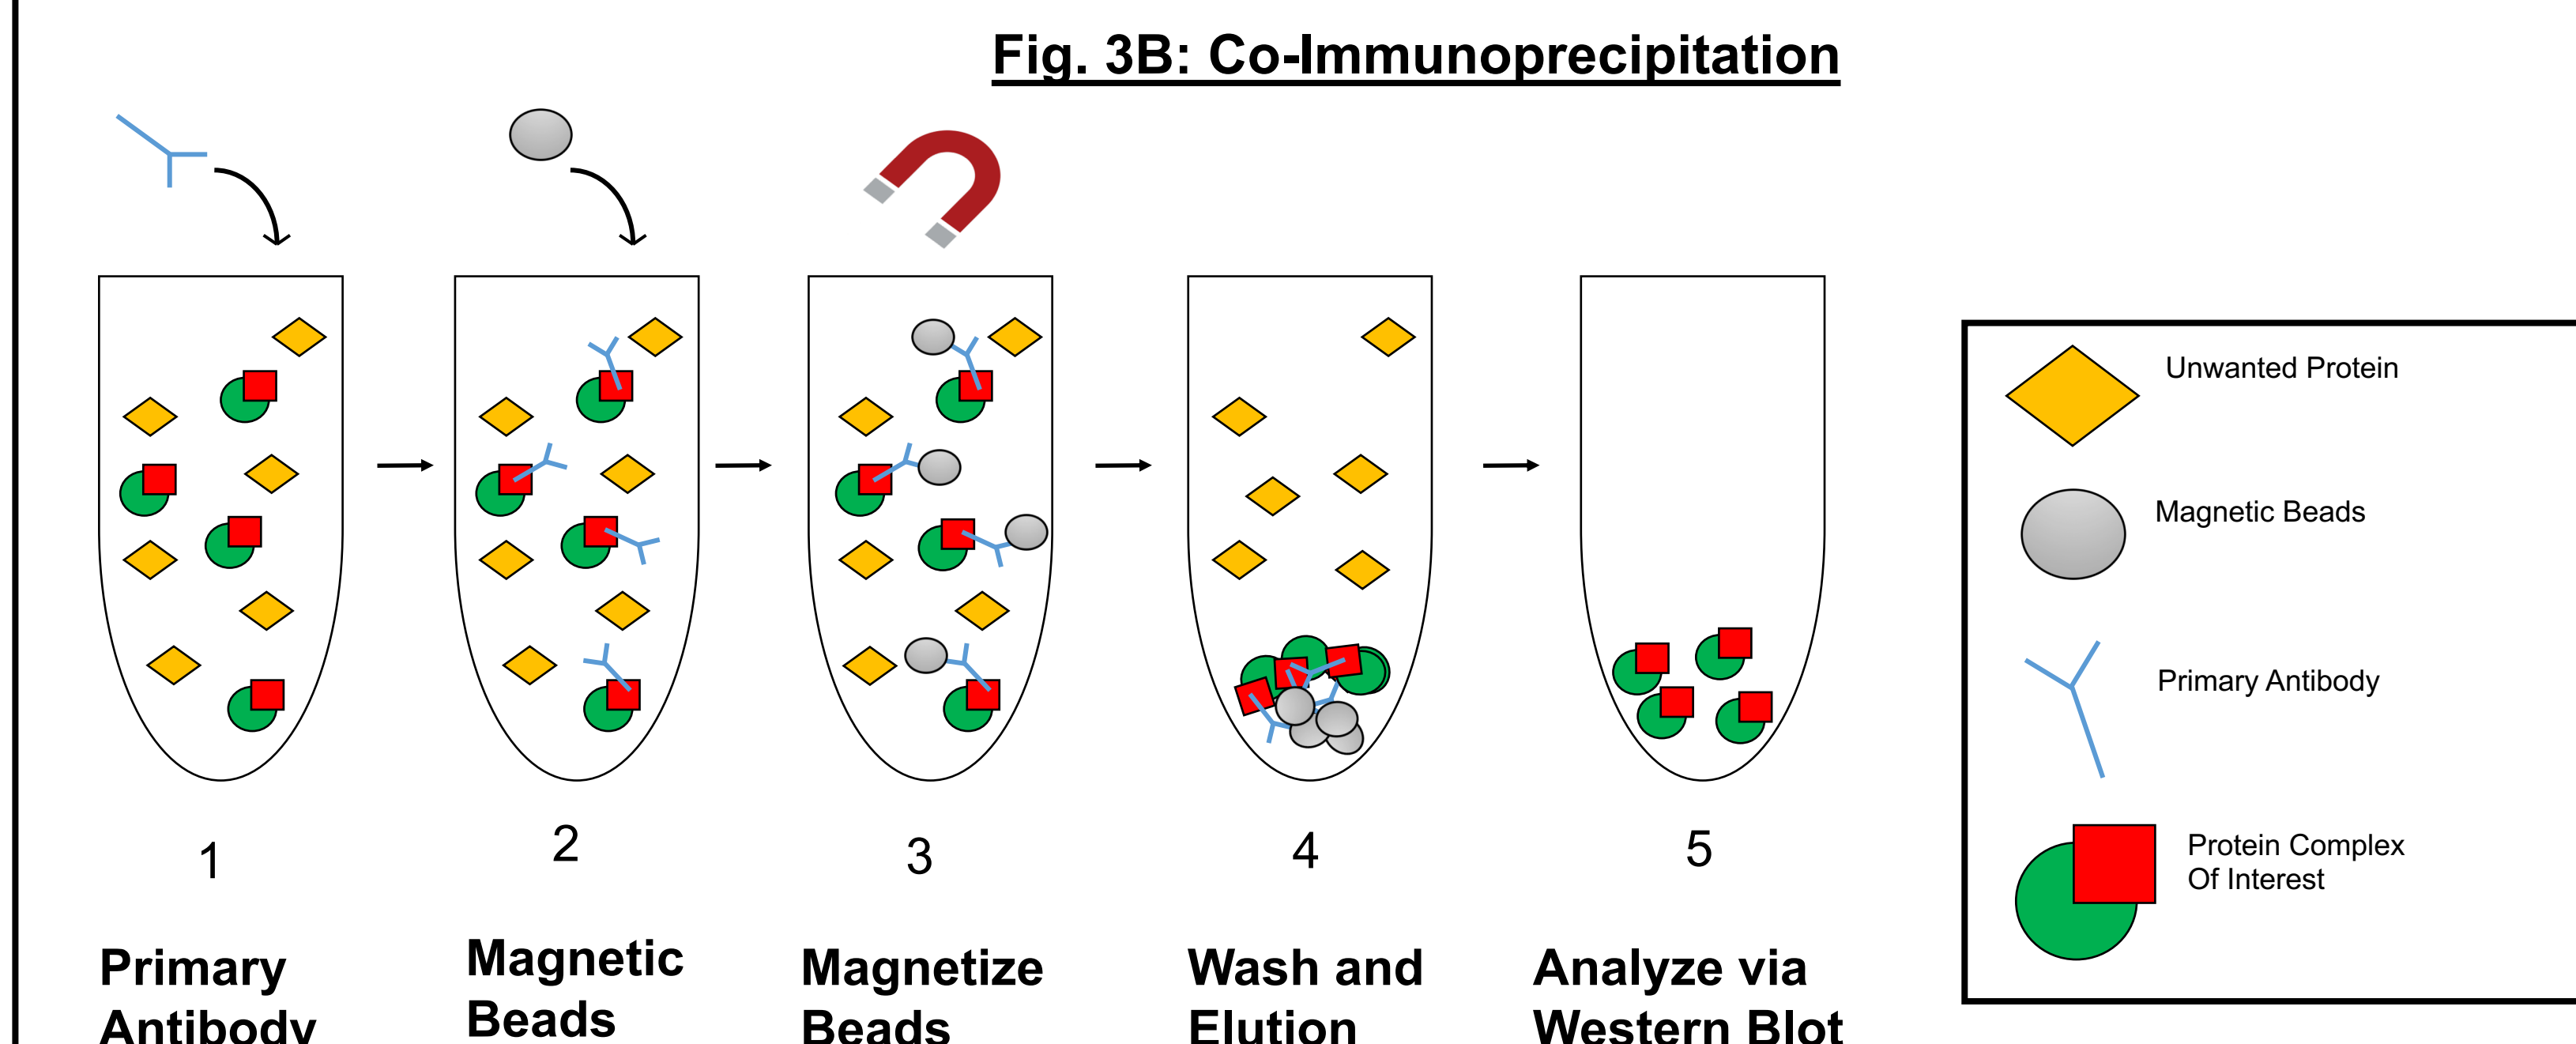 Fig. 3B: Co-Immunoprecipitation
1
2
3
4
5
Primary
Antibody
Magnetic
Beads
Magnetize
Beads
Wash and
Elution
Analyze via
Western Blot
Unwanted Protein
Magnetic Beads
Primary Antibody
Protein Complex
Of Interest